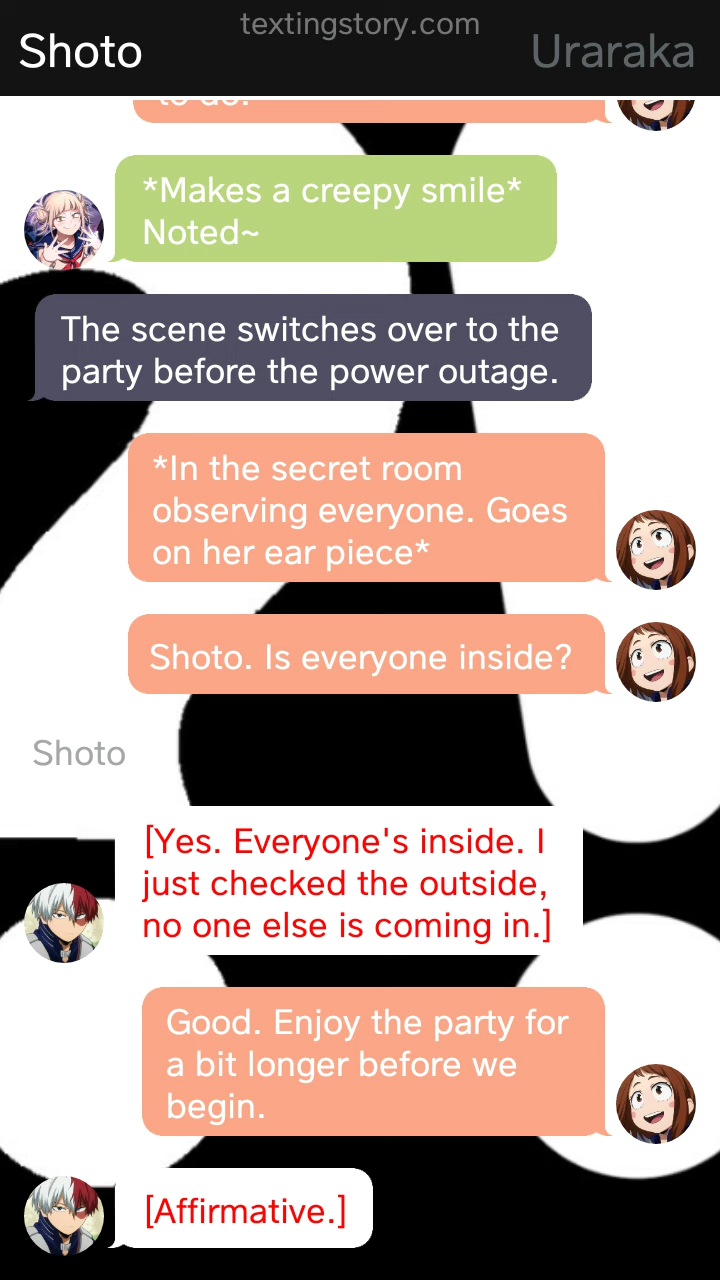 textingstory.com
Shoto
Uraraka
to do.
*Makes a creepy smile*
Noted~
The scene switches over to the
party before the power outage.
*In the secret room
observing everyone. Goes
on her ear piece*
Shoto. Is everyone inside?
Shoto
[Yes. Everyone's inside. I
just checked the outside,
no one else is coming in.]
Good. Enjoy the party for
a bit longer before we
begin.
[Affirmative.]